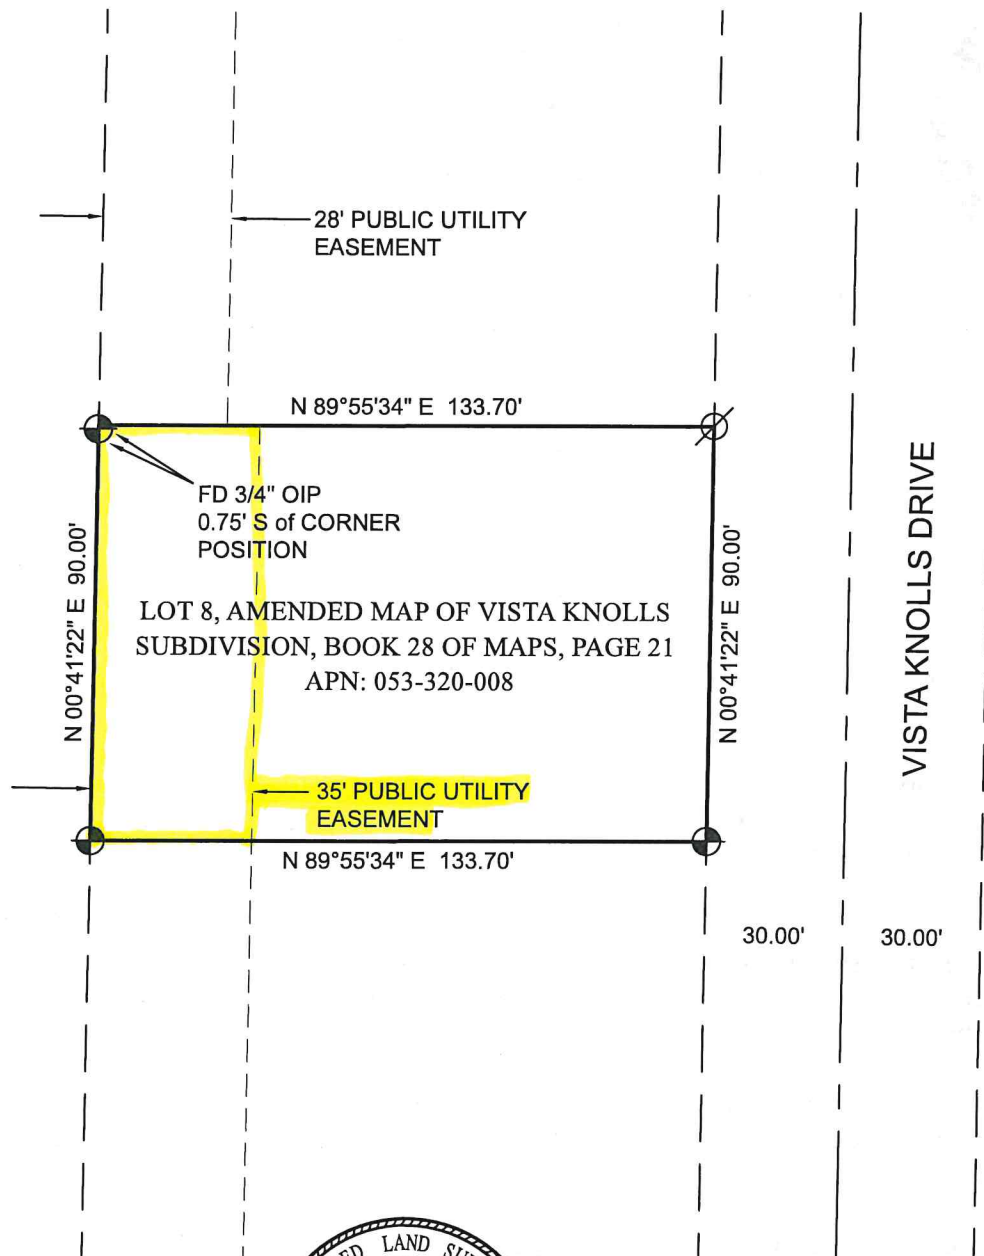 28' PUBLIC UTILITY
EASEMENT
N 89°55'34" E 133.70'
FD 3/4" OIP
0.75' S of CORNER
POSITION
N 00°41'22" E 90.00'
LOT 8, AMENDED MAP OF VISTA KNOLLS
SUBDIVISION, BOOK 28 OF MAPS, PAGE 21
APN: 053-320-008
N 00°41'22" E 90.00'
VISTA KNOLLS DRIVE
35' PUBLIC UTILITY
EASEMENT
N 89°55'34" E 133.70'
30.00'
30.00'
LAND